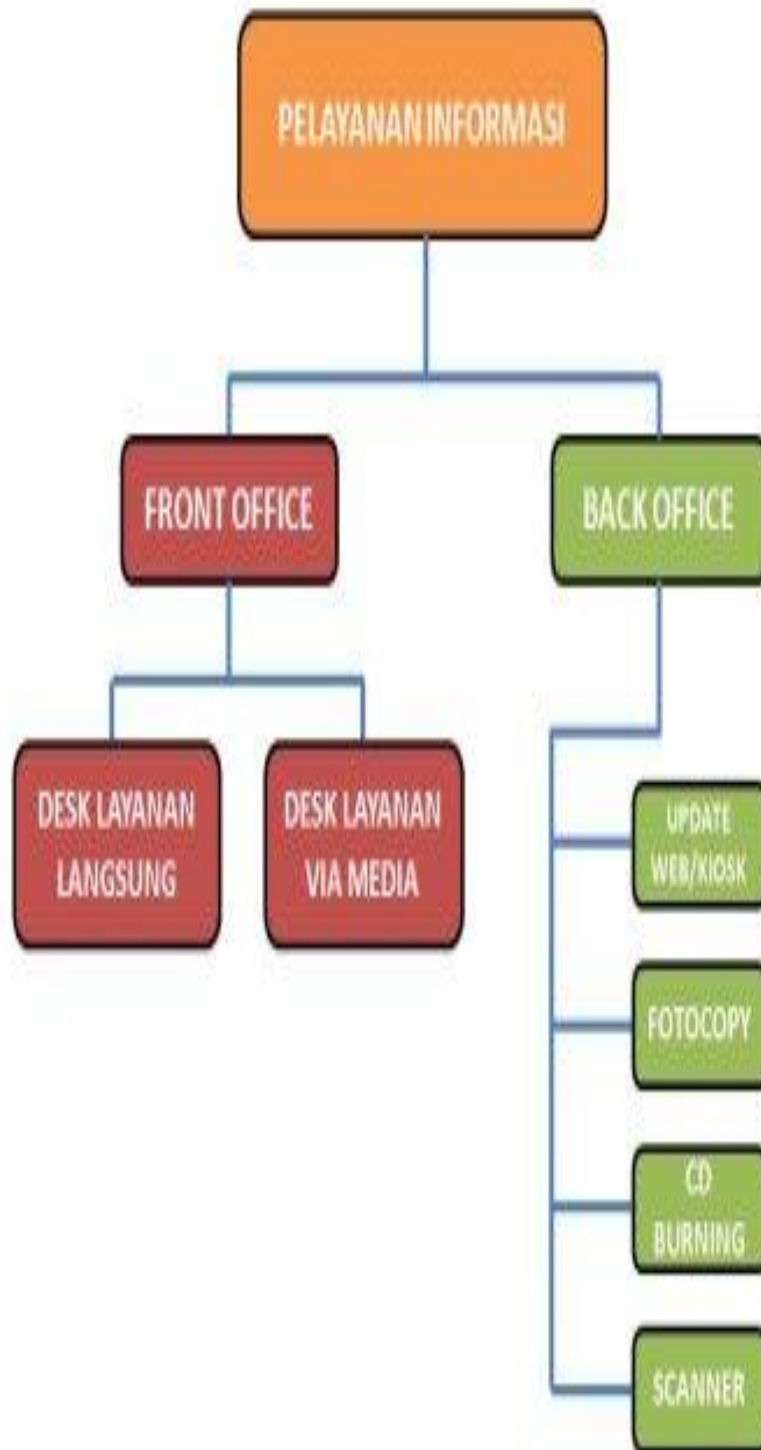 PELAYANAN INFORMASI
FRONT OFFICE
BACK OFFICE
DESK LAYANAN
LANGSUNG
DESK LAYANAN
VIA MEDIA
UPDATE
WEB/KIOSK
FOTOCOPY
CD
BURNING
SCANNER